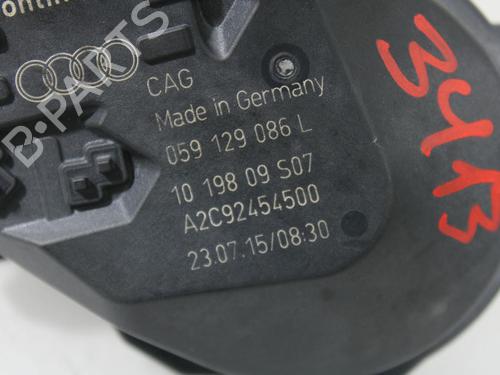 CAG
Made in Germany
059 129 086 L
10 198 09 S07
A2C92454500
23.07.15/08:30
B
B-PARTS
3413